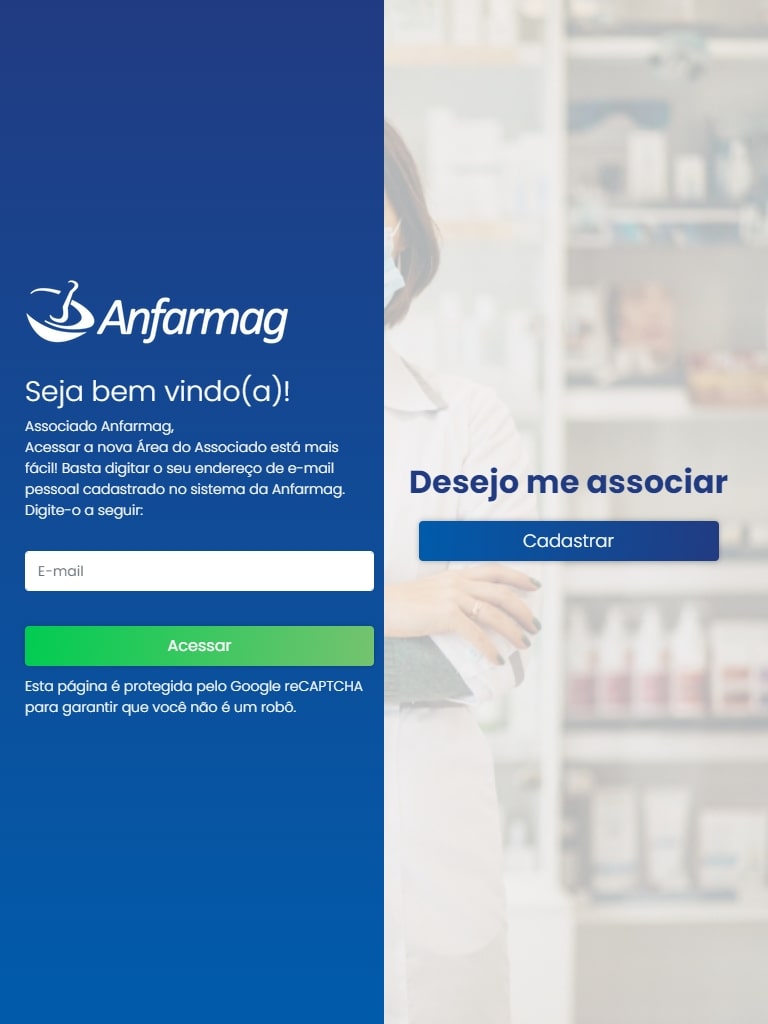 Anfarmag
Seja bem vindo(a)!
Associado Anfarmag,
Acessar a nova Área do Associado está mais
fácil! Basta digitar o seu endereço de e-mail
pessoal cadastrado no sistema da Anfarmag.
Digite-o a seguir:
E-mail
Acessar
Esta página é protegida pelo Google reCAPTCHA
para garantir que você não é um robô.
Desejo me associar
Cadastrar